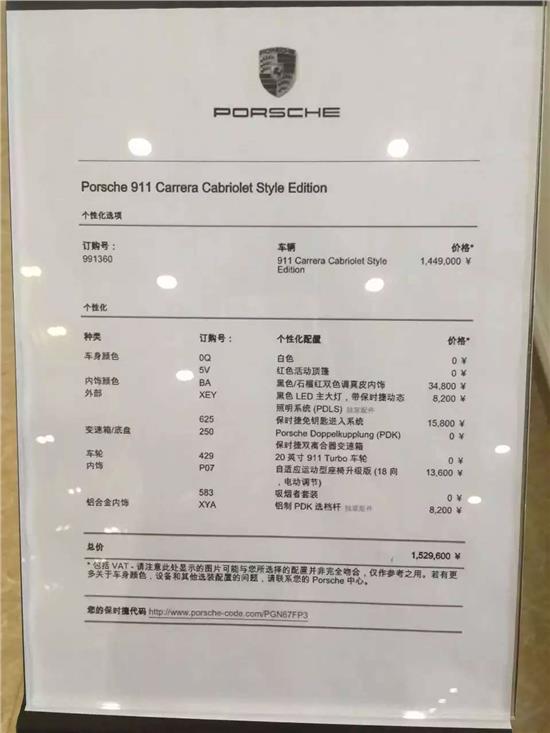 PORSCHE
PORSCHE
Porsche 911 Carrera Cabriolet Style Edition
个性化选项
订购号： 车辆 价格*
991360 911 Carrera Cabriolet Style Edition 1,449,000 ¥
个性化
种类 订购号： 个性化配置 价格*
车身颜色 0Q 白色 0 ¥
5V 红色活动顶篷 0 ¥
内饰颜色 BA 黑色/石榴红双色调真皮内饰 34,800 ¥
外部 XEY 黑色 LED 主大灯，带保时捷动态 8,200 ¥
照明系统 (PDLS) 独家配件
625 保时捷免钥匙进入系统 15,800 ¥
变速箱/底盘 250 Porsche Doppelkupplung (PDK) 0 ¥
保时捷双离合器变速箱
车轮 429 20 英寸 911 Turbo 车轮 0 ¥
内饰 P07 自适应运动型座椅升级版 (18 向 13,600 ¥
，电动调节)
583 吸烟者套装 0 ¥
铝合金内饰 XYA 铝制 PDK 选档杆 独家配件 8,200 ¥
总价 1,529,600 ¥
* 包括 VAT - 请注意此处显示的图片可能与您所选择的配置并非完全吻合，仅作参考之用。若有更
多关于车身颜色，设备和其他选装配置的问题，请联系您的 Porsche 中心。
您的保时捷代码 http://www.porsche-code.com/PGN67FP3